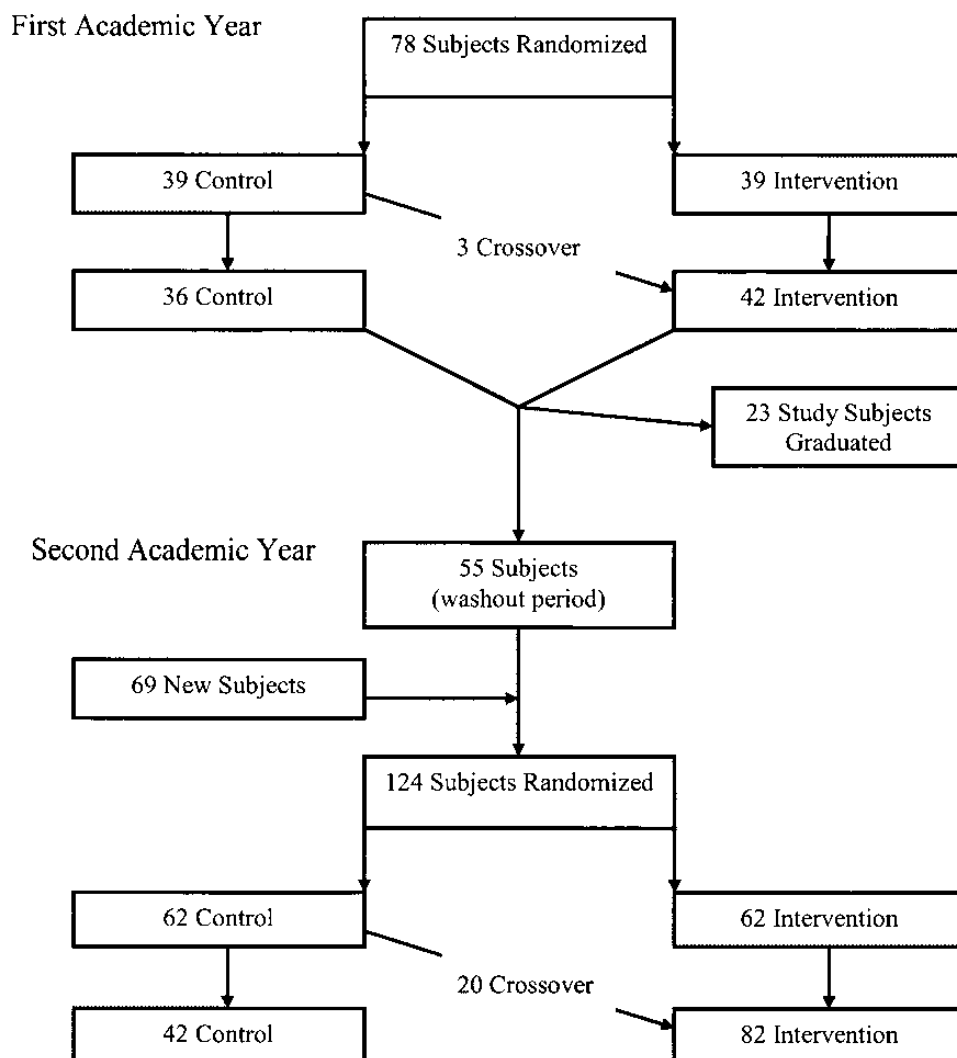 First Academic Year
78 Subjects Randomized
39 Control
39 Intervention
3 Crossover
36 Control
42 Intervention
23 Study Subjects
Graduated
Second Academic Year
55 Subjects
(washout period)
69 New Subjects
124 Subjects Randomized
62 Control
62 Intervention
20 Crossover
42 Control
82 Intervention